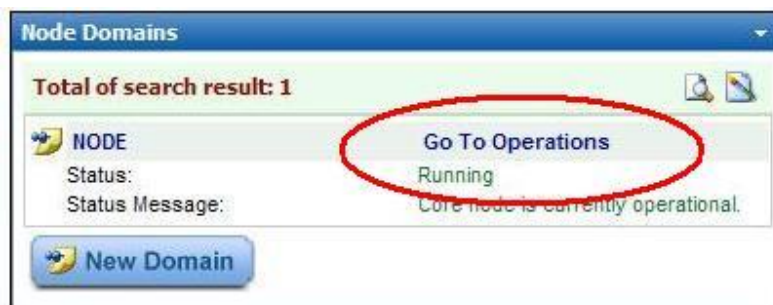 Node Domains
Total of search result: 1
NODE Go To Operations
Status: Running
Status Message: Core node is currently operational.
New Domain